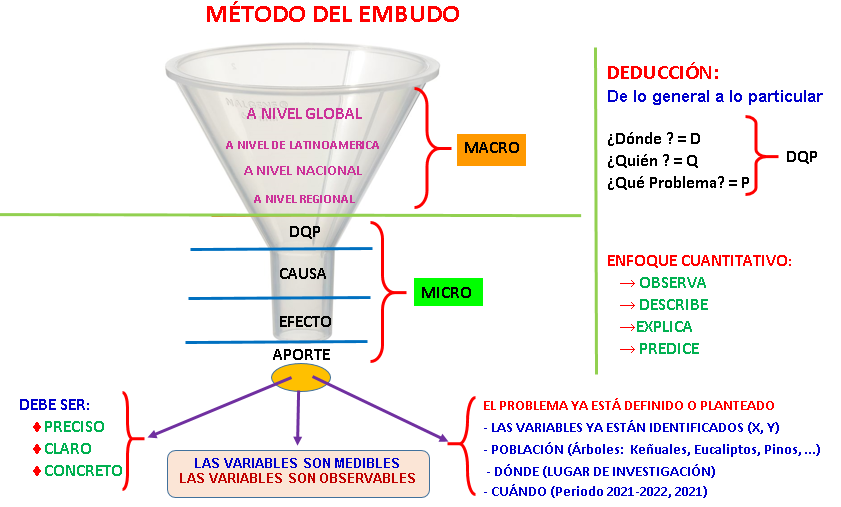 MÉTODO DEL EMBUDO
A NIVEL GLOBAL
A NIVEL DE LATINOAMERICA
A NIVEL NACIONAL
A NIVEL REGIONAL
MACRO
DQP
CAUSA
EFECTO
APORTE
MICRO
DEDUCCIÓN:
De lo general a lo particular
¿Dónde ? = D
¿Quién ? = Q
¿Qué Problema? = P
DQP
ENFOQUE CUANTITATIVO:
→ OBSERVA
→ DESCRIBE
→EXPLICA
→ PREDICE
DEBE SER:
♦PRECISO
♦CLARO
♦CONCRETO
LAS VARIABLES SON MEDIBLES
LAS VARIABLES SON OBSERVABLES
EL PROBLEMA YA ESTÁ DEFINIDO O PLANTEADO
- LAS VARIABLES YA ESTÁN IDENTIFICADOS (X, Y)
- POBLACIÓN (Árboles: Keñuales, Eucaliptos, Pinos, ...)
- DÓNDE (LUGAR DE INVESTIGACIÓN)
- CUÁNDO (Periodo 2021-2022, 2021)